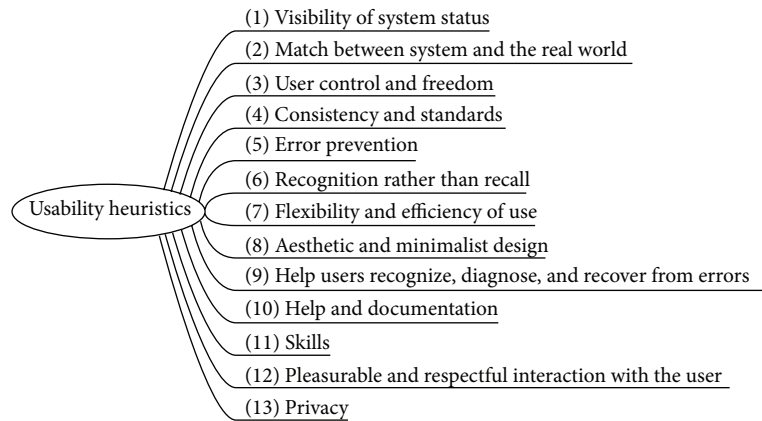 (1) Visibility of system status
(2) Match between system and the real world
(3) User control and freedom
(4) Consistency and standards
(5) Error prevention
(6) Recognition rather than recall
Usability heuristics
(7) Flexibility and efficiency of use
(8) Aesthetic and minimalist design
(9) Help users recognize, diagnose, and recover from errors
(10) Help and documentation
(11) Skills
(12) Pleasurable and respectful interaction with the user
(13) Privacy